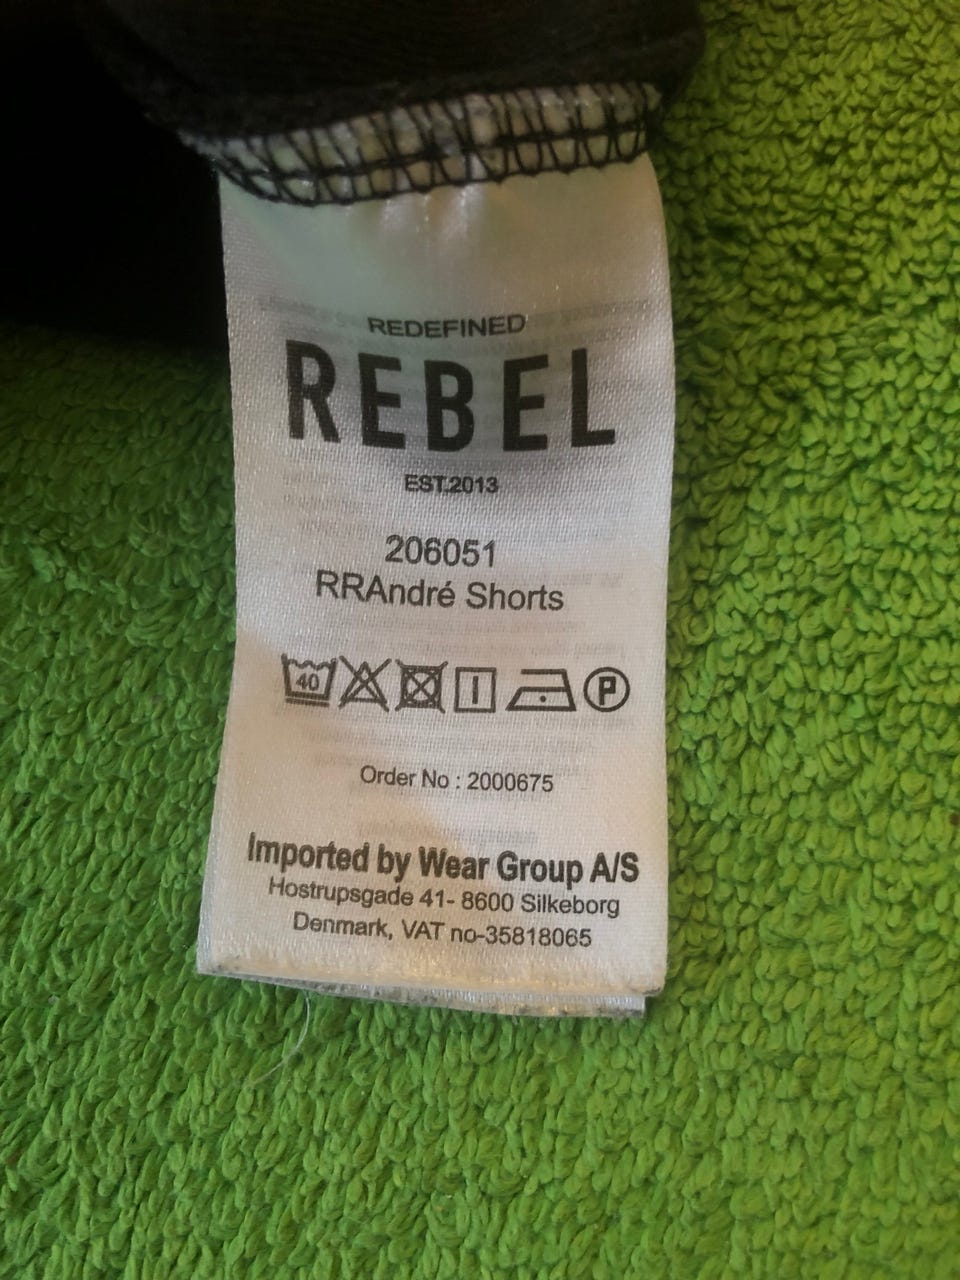 REDEFINED
REBEL
EST.2013
206051
RRAndré Shorts
40 P
Order No : 2000675
Imported by Wear Group A/S
Hostrupsgade 41- 8600 Silkeborg
Denmark, VAT no-35818065